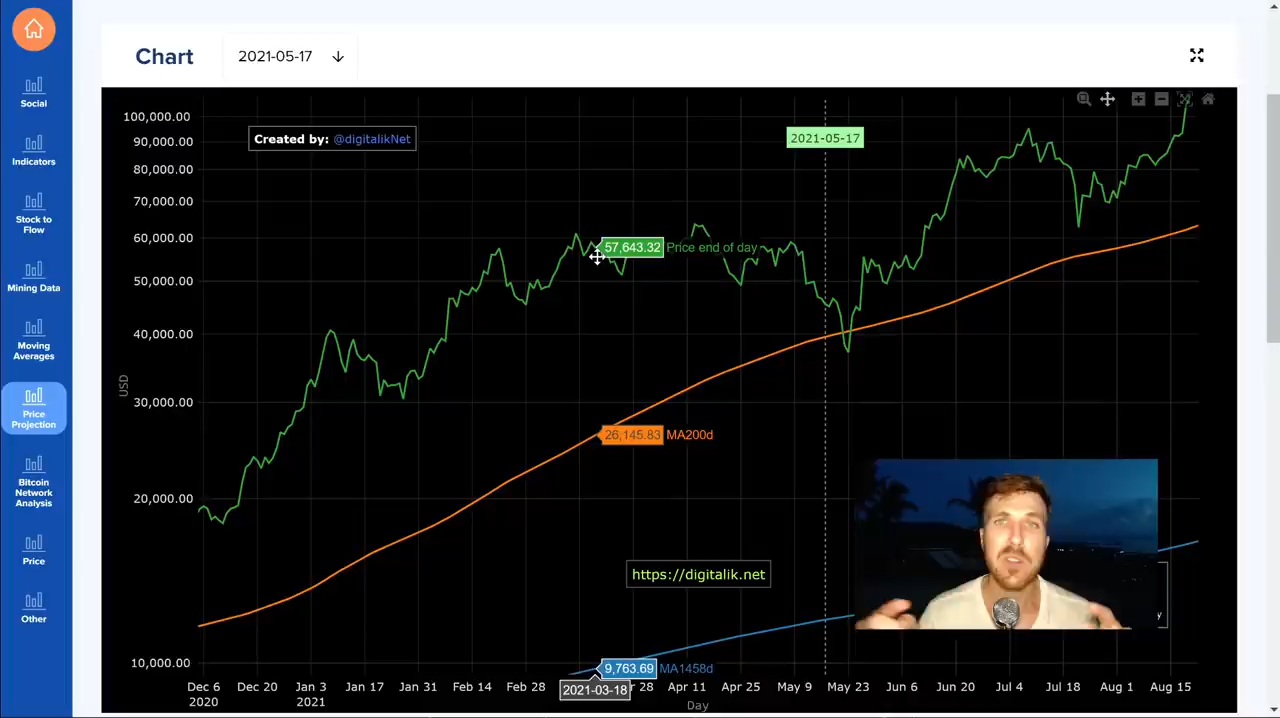 Chart
2021-05-17
Social
Indicators
Stock to
Flow
Mining Data
Moving
Averages
Price
Projection
Bitcoin
Network
Analysis
Price
Other
Created by: @digitalikNet
2021-05-17
100,000.00
90,000.00
80,000.00
70,000.00
60,000.00
50,000.00
40,000.00
30,000.00
20,000.00
10,000.00
USD
57,643.32 Price end of day
26,145.83 MA200d
https://digitalik.net
9,763.69 MA1458d
2021-03-18
Dec 6
2020
Dec 20
Jan 3
2021
Jan 17
Jan 31
Feb 14
Feb 28
28
Apr 11
Apr 25
May 9
May 23
Jun 6
Jun 20
Jul 4
Jul 18
Aug 1
Aug 15
Day